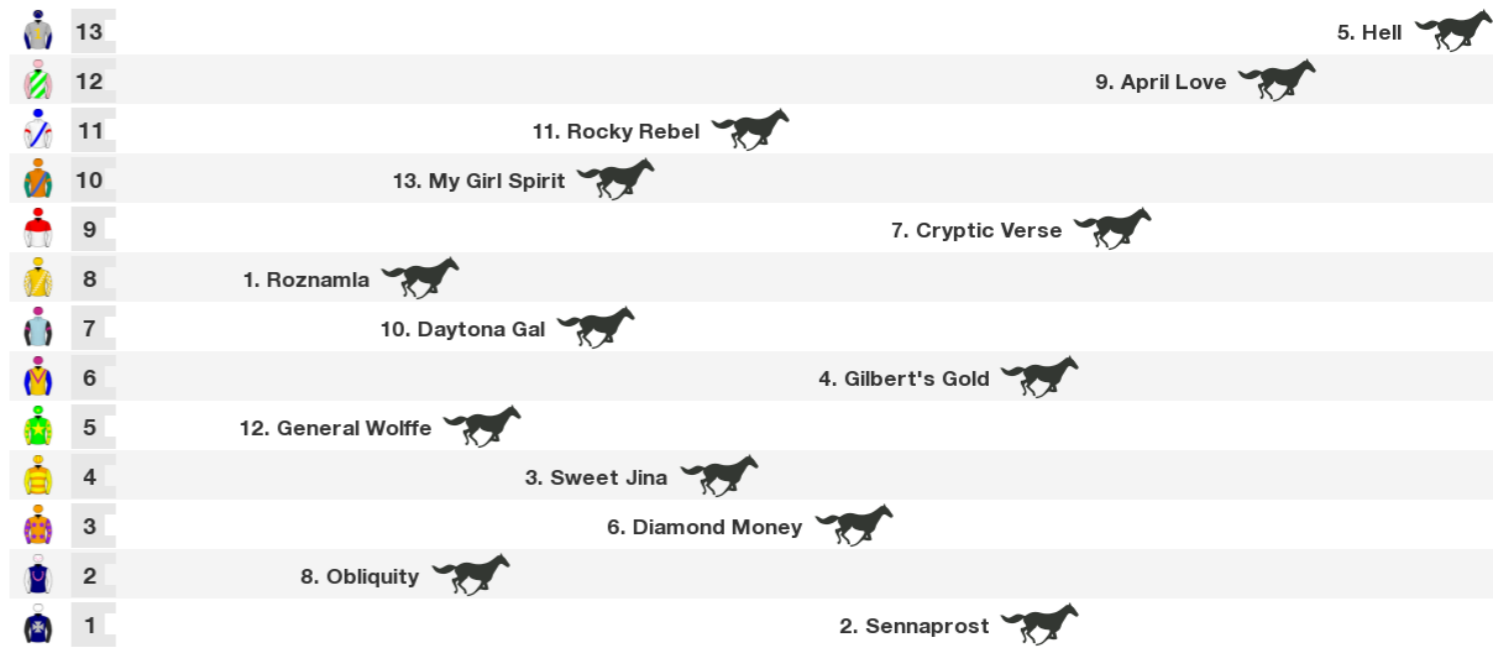 13 5. Hell
12 9. April Love
11 11. Rocky Rebel
10 13. My Girl Spirit
9 7. Cryptic Verse
8 1. Roznamla
7 10. Daytona Gal
6 4. Gilbert's Gold
5 12. General Wolffe
4 3. Sweet Jina
3 6. Diamond Money
2 8. Obliquity
1 2. Sennaprost